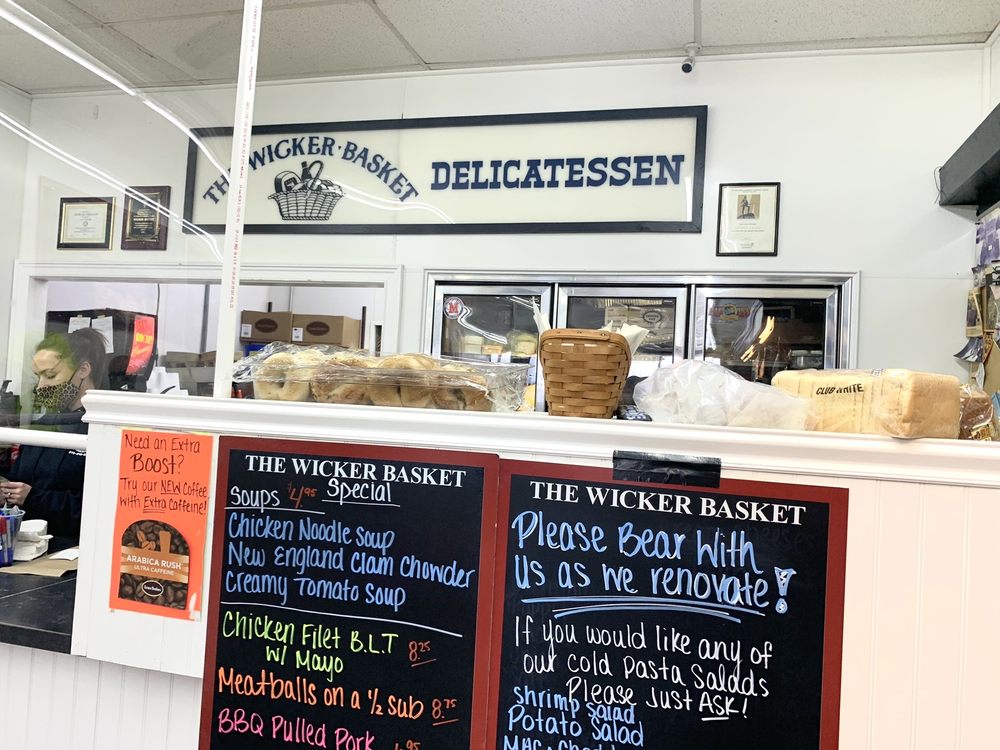 THE WICKER·BASKET
DELICATESSEN
CLUB WHITE
Need an Extra
Boost?
Try our NEW Coffee
with Extra Caffeine!
ARABICA RUSH
ULTRA CAFFEINE
THE WICKER BASKET
Soups $4.95 Special
Chicken Noodle Soup
New England Clam Chowder
Creamy Tomato Soup
Chicken Filet B.L.T 8.25
w/ Mayo
Meatballs on a ½ sub 8.75
BBQ Pulled Pork
THE WICKER BASKET
Please Bear With
us as we renovate!
If you would like any of
our cold Pasta Salads
Please Just ASK!
Shrimp Salad
Potato Salad